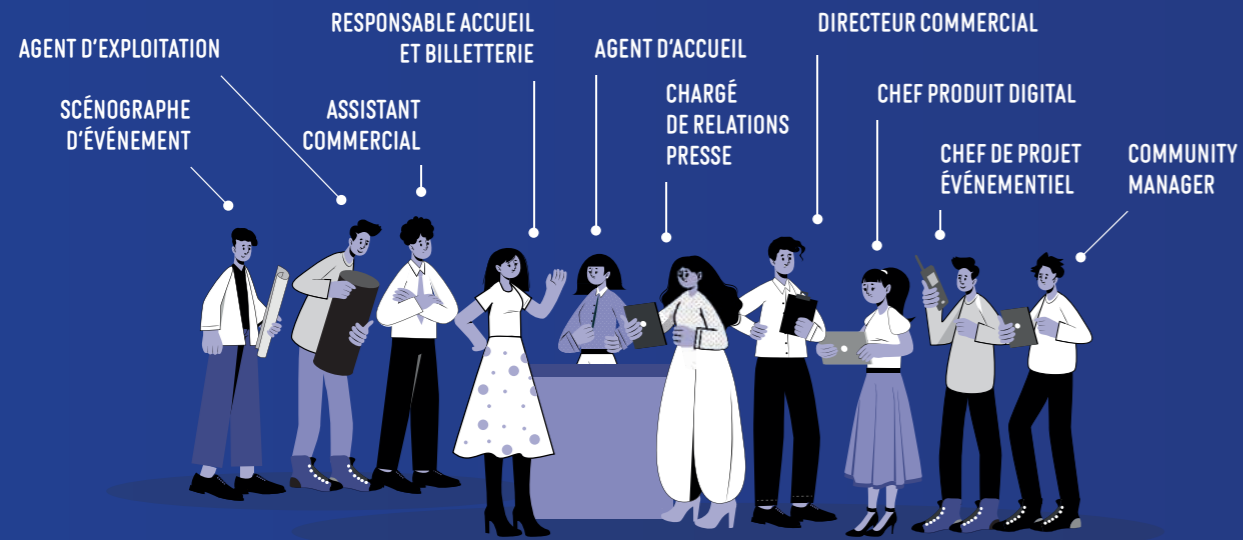 AGENT D'EXPLOITATION
SCÉNOGRAPHE
D'ÉVÉNEMENT
RESPONSABLE ACCUEIL
ET BILLETTERIE
ASSISTANT
COMMERCIAL
AGENT D'ACCUEIL
CHARGÉ
DE RELATIONS
PRESSE
DIRECTEUR COMMERCIAL
CHEF PRODUIT DIGITAL
CHEF DE PROJET
ÉVÉNEMENTIEL
COMMUNITY
MANAGER